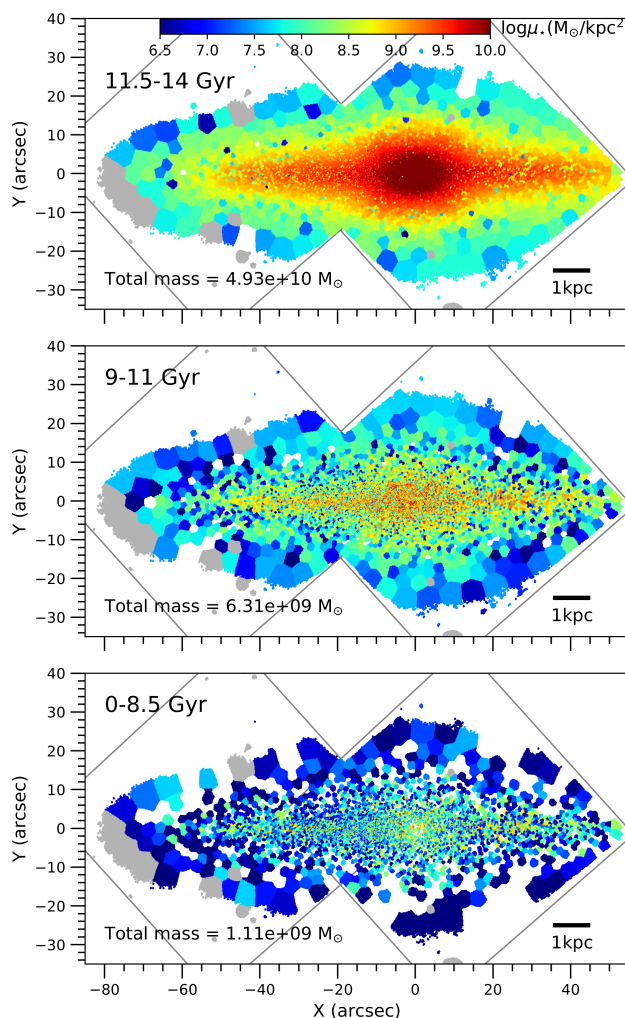 6.5 7.0 7.5 8.0 8.5 9.0 9.5 10.0 logμ⋆(M⊙/kpc²
11.5-14 Gyr
40
30
20
10
0
−10
−20
−30
Y (arcsec)
Total mass = 4.93e+10 M⊙
1kpc
9-11 Gyr
40
30
20
10
0
−10
−20
−30
Y (arcsec)
Total mass = 6.31e+09 M⊙
1kpc
0-8.5 Gyr
40
30
20
10
0
−10
−20
−30
Y (arcsec)
Total mass = 1.11e+09 M⊙
1kpc
−80 −60 −40 −20 0 20 40
X (arcsec)